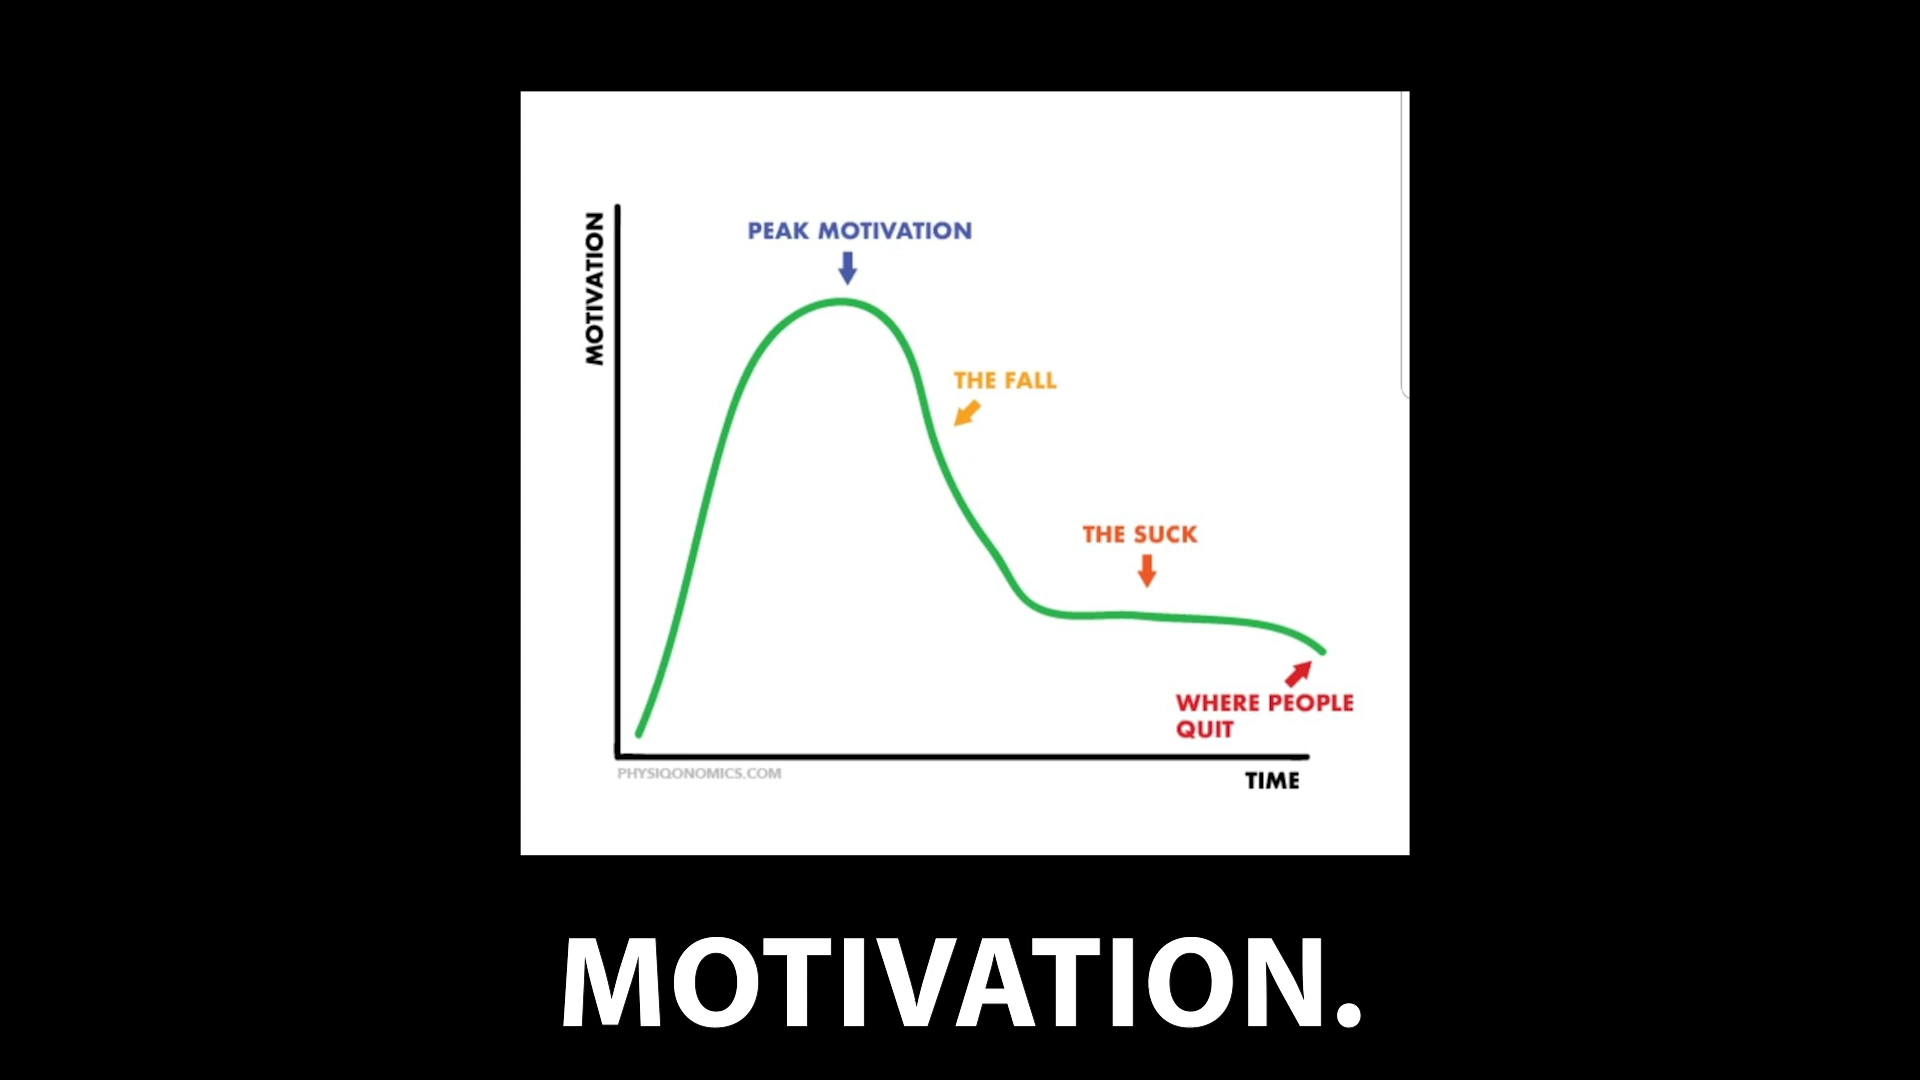 PEAK MOTIVATION
MOTIVATION
THE FALL
THE SUCK
WHERE PEOPLE
QUIT
PHYSIQONOMICS.COM
TIME
MOTIVATION.